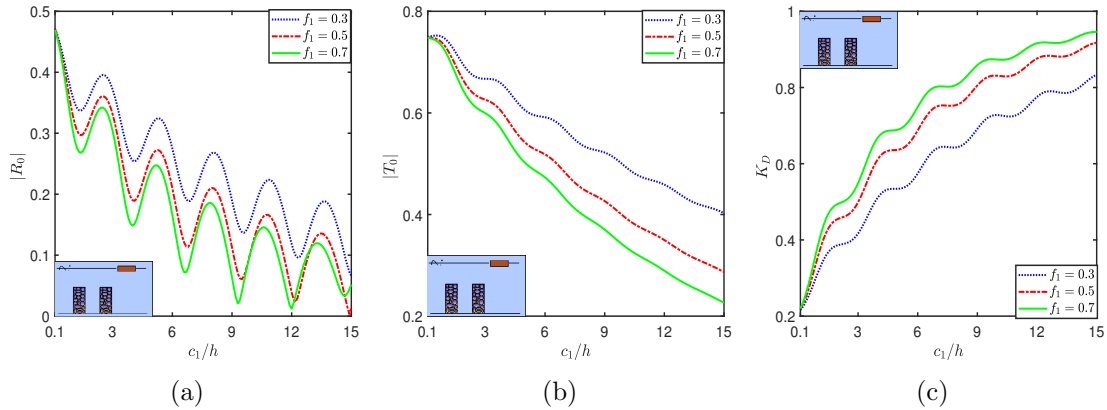 0.5
0.4
0.3
0.2
0.1
0
|R₀|
f₁ = 0.3
f₁ = 0.5
f₁ = 0.7
0.1 3 6 9 12 15
c₁/h
(a)
0.8
0.6
0.4
0.2
|T₀|
f₁ = 0.3
f₁ = 0.5
f₁ = 0.7
0.1 3 6 9 12 15
c₁/h
(b)
1
0.8
0.6
0.4
0.2
K_D
f₁ = 0.3
f₁ = 0.5
f₁ = 0.7
0.1 3 6 9 12 15
c₁/h
(c)